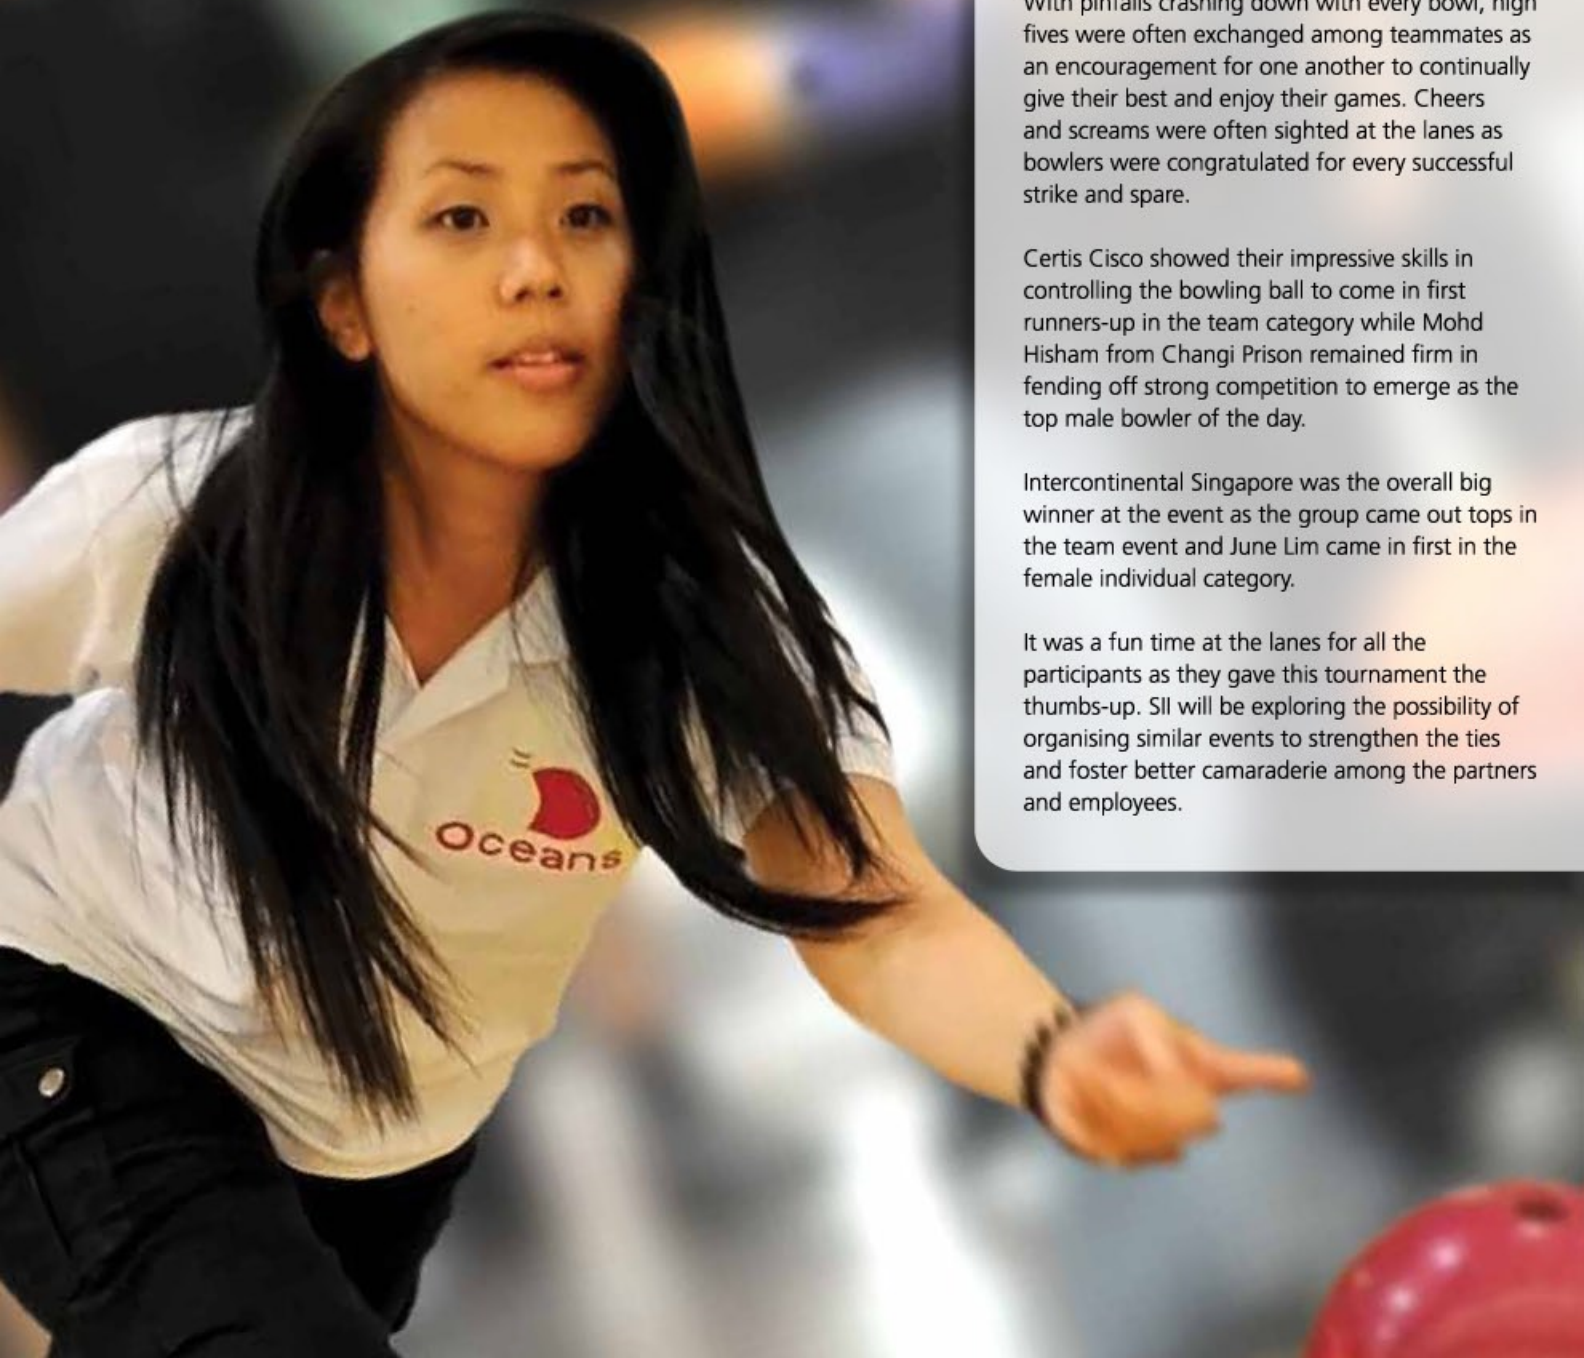 With pinfalls crashing down with every bowl, high
fives were often exchanged among teammates as
an encouragement for one another to continually
give their best and enjoy their games. Cheers
and screams were often sighted at the lanes as
bowlers were congratulated for every successful
strike and spare.
Certis Cisco showed their impressive skills in
controlling the bowling ball to come in first
runners-up in the team category while Mohd
Hisham from Changi Prison remained firm in
fending off strong competition to emerge as the
top male bowler of the day.
Intercontinental Singapore was the overall big
winner at the event as the group came out tops in
the team event and June Lim came in first in the
female individual category.
It was a fun time at the lanes for all the
participants as they gave this tournament the
thumbs-up. SII will be exploring the possibility of
organising similar events to strengthen the ties
and foster better camaraderie among the partners
and employees.
Oceans